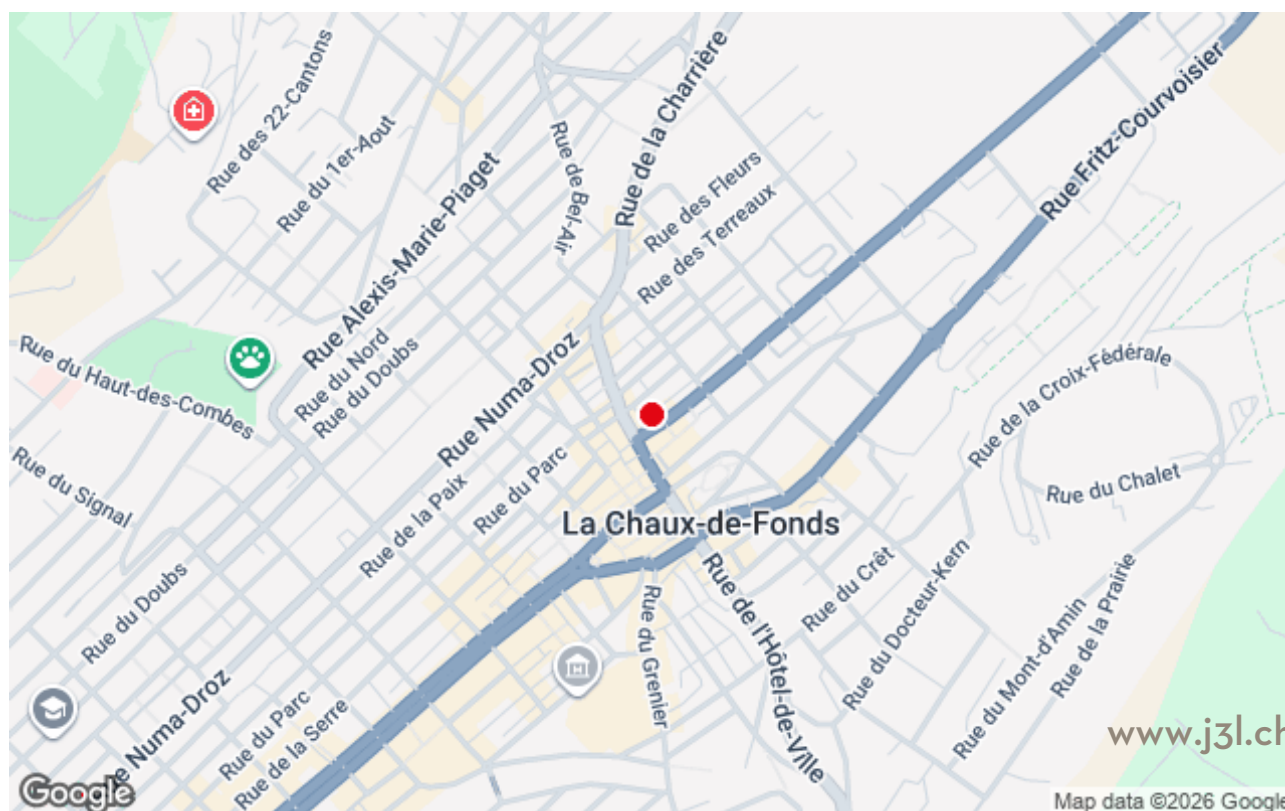 Rue des 22-Cantons
Rue du 1er-Aout
Rue Alexis-Marie-Piaget
Rue de Bel-Air
Rue de la Charrière
Rue des Fleurs
Rue des Terreaux
Rue Fritz-Courvoisier
Rue du Haut-des-Combes
Rue du Nord
Rue du Doubs
Rue Numa-Droz
Rue du Signal
Rue de la Paix
Rue du Parc
La Chaux-de-Fonds
Rue de la Croix-Fédérale
Rue du Chalet
Rue du Doubs
Rue du Grenier
Rue de l'Hôtel-de-Ville
Rue du Crêt
Rue du Docteur-Kern
Rue du Mont-d'Amin
Rue de la Prairie
Numa-Droz
Rue du Parc
Rue de la Serre
www.j3l.ch
Google
Map data ©2026 Google